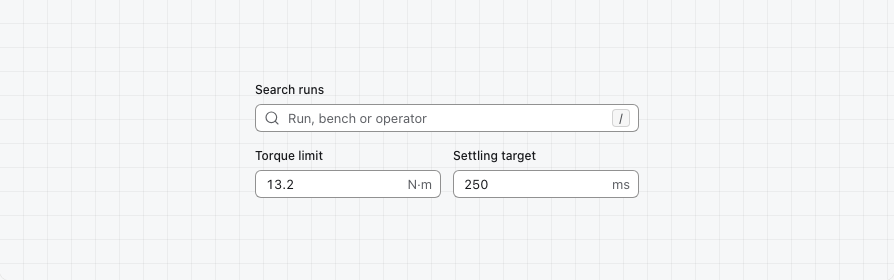 Search runs
Run, bench or operator /
Torque limit
Settling target
13.2 N·m
250 ms